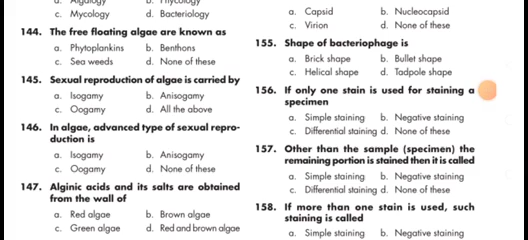 a. Algology b. Phycology
c. Mycology d. Bacteriology
144. The free floating algae are known as
a. Phytoplankins b. Benthons
c. Sea weeds d. None of these
145. Sexual reproduction of algae is carried by
a. Isogamy b. Anisogamy
c. Oogamy d. All the above
146. In algae, advanced type of sexual repro-
duction is
a. Isogamy b. Anisogamy
c. Oogamy d. None of these
147. Alginic acids and its salts are obtained
from the wall of
a. Red algae b. Brown algae
c. Green algae d. Red and brown algae
a. Capsid b. Nucleocapsid
c. Virion d. None of these
155. Shape of bacteriophage is
a. Brick shape b. Bullet shape
c. Helical shape d. Tadpole shape
156. If only one stain is used for staining a
specimen
a. Simple staining b. Negative staining
c. Differential staining d. None of these
157. Other than the sample (specimen) the
remaining portion is stained then it is called
a. Simple staining b. Negative staining
c. Differential staining d. None of these
158. If more than one stain is used, such
staining is called
a. Simple staining b. Negative staining